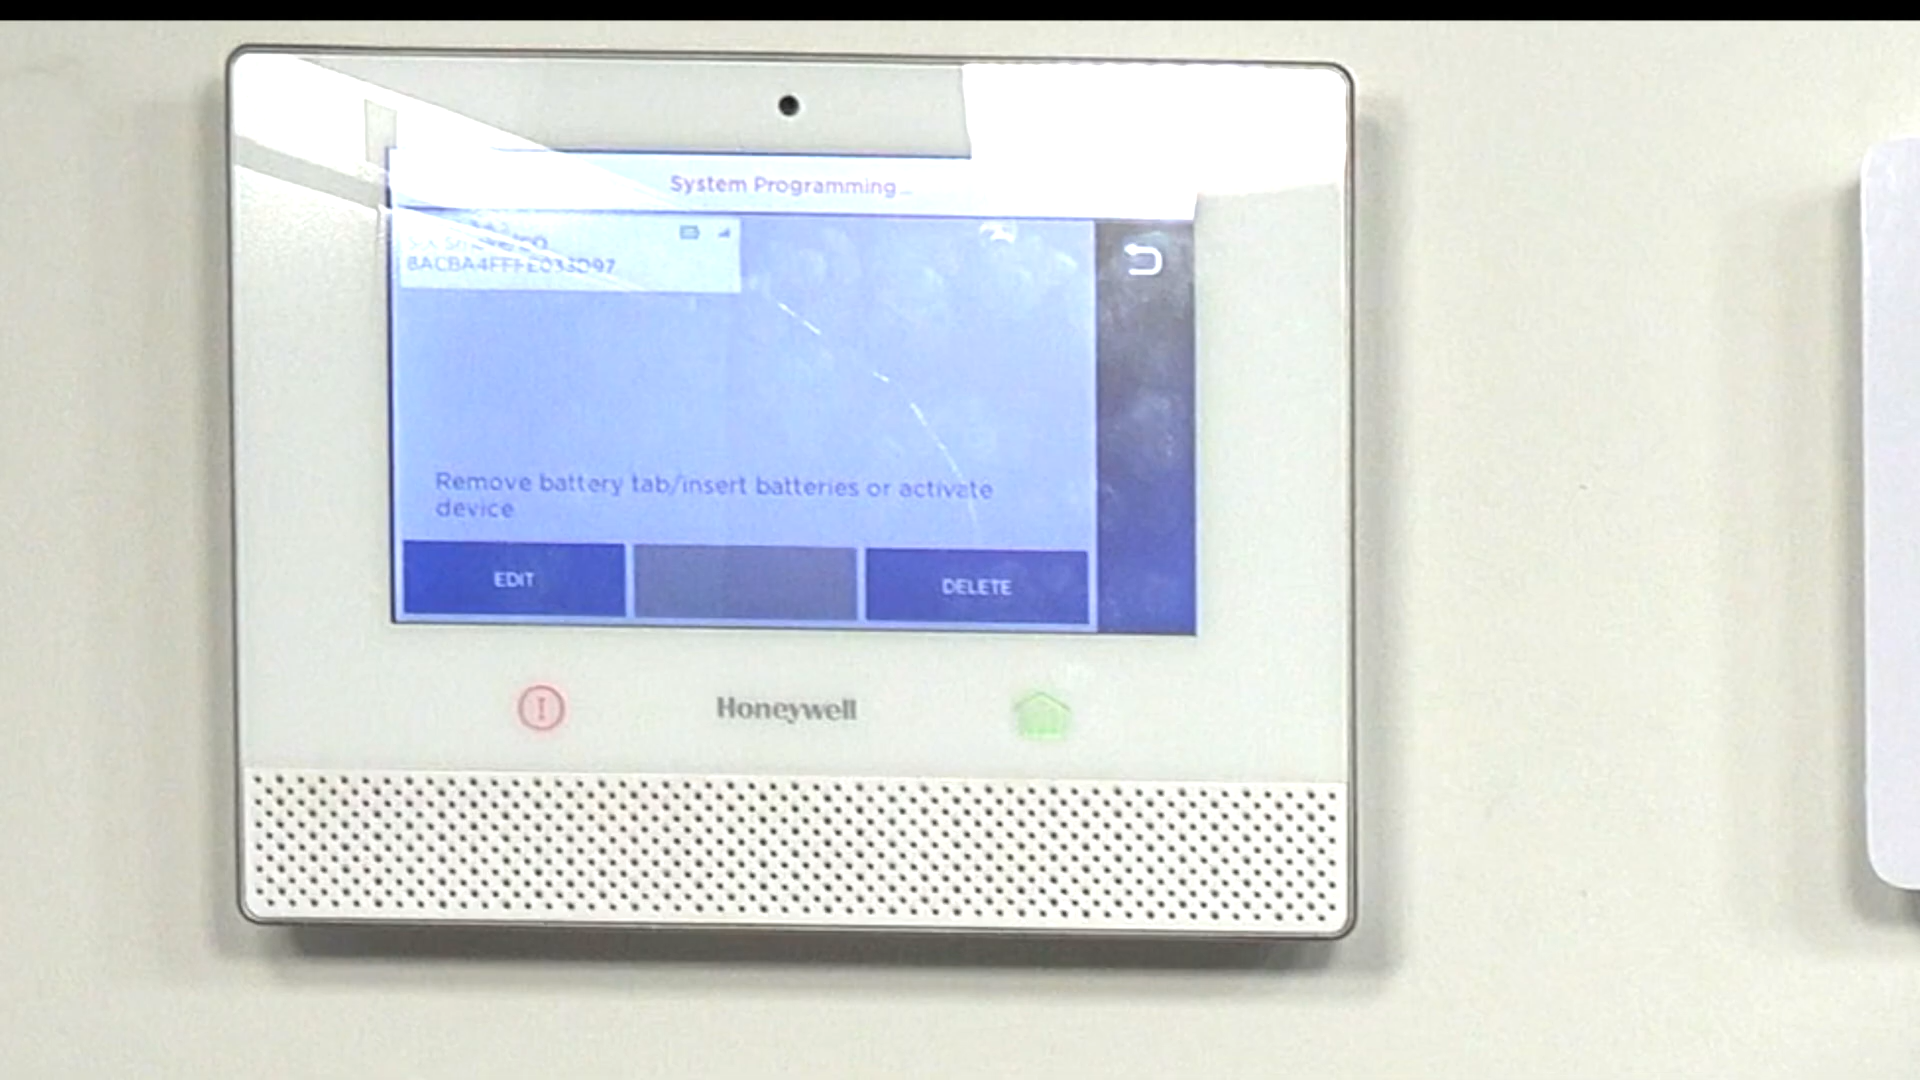 System Programming...
8ACBA4FFFE033D97
Remove battery tab/insert batteries or activate
device
EDIT
DELETE
Honeywell